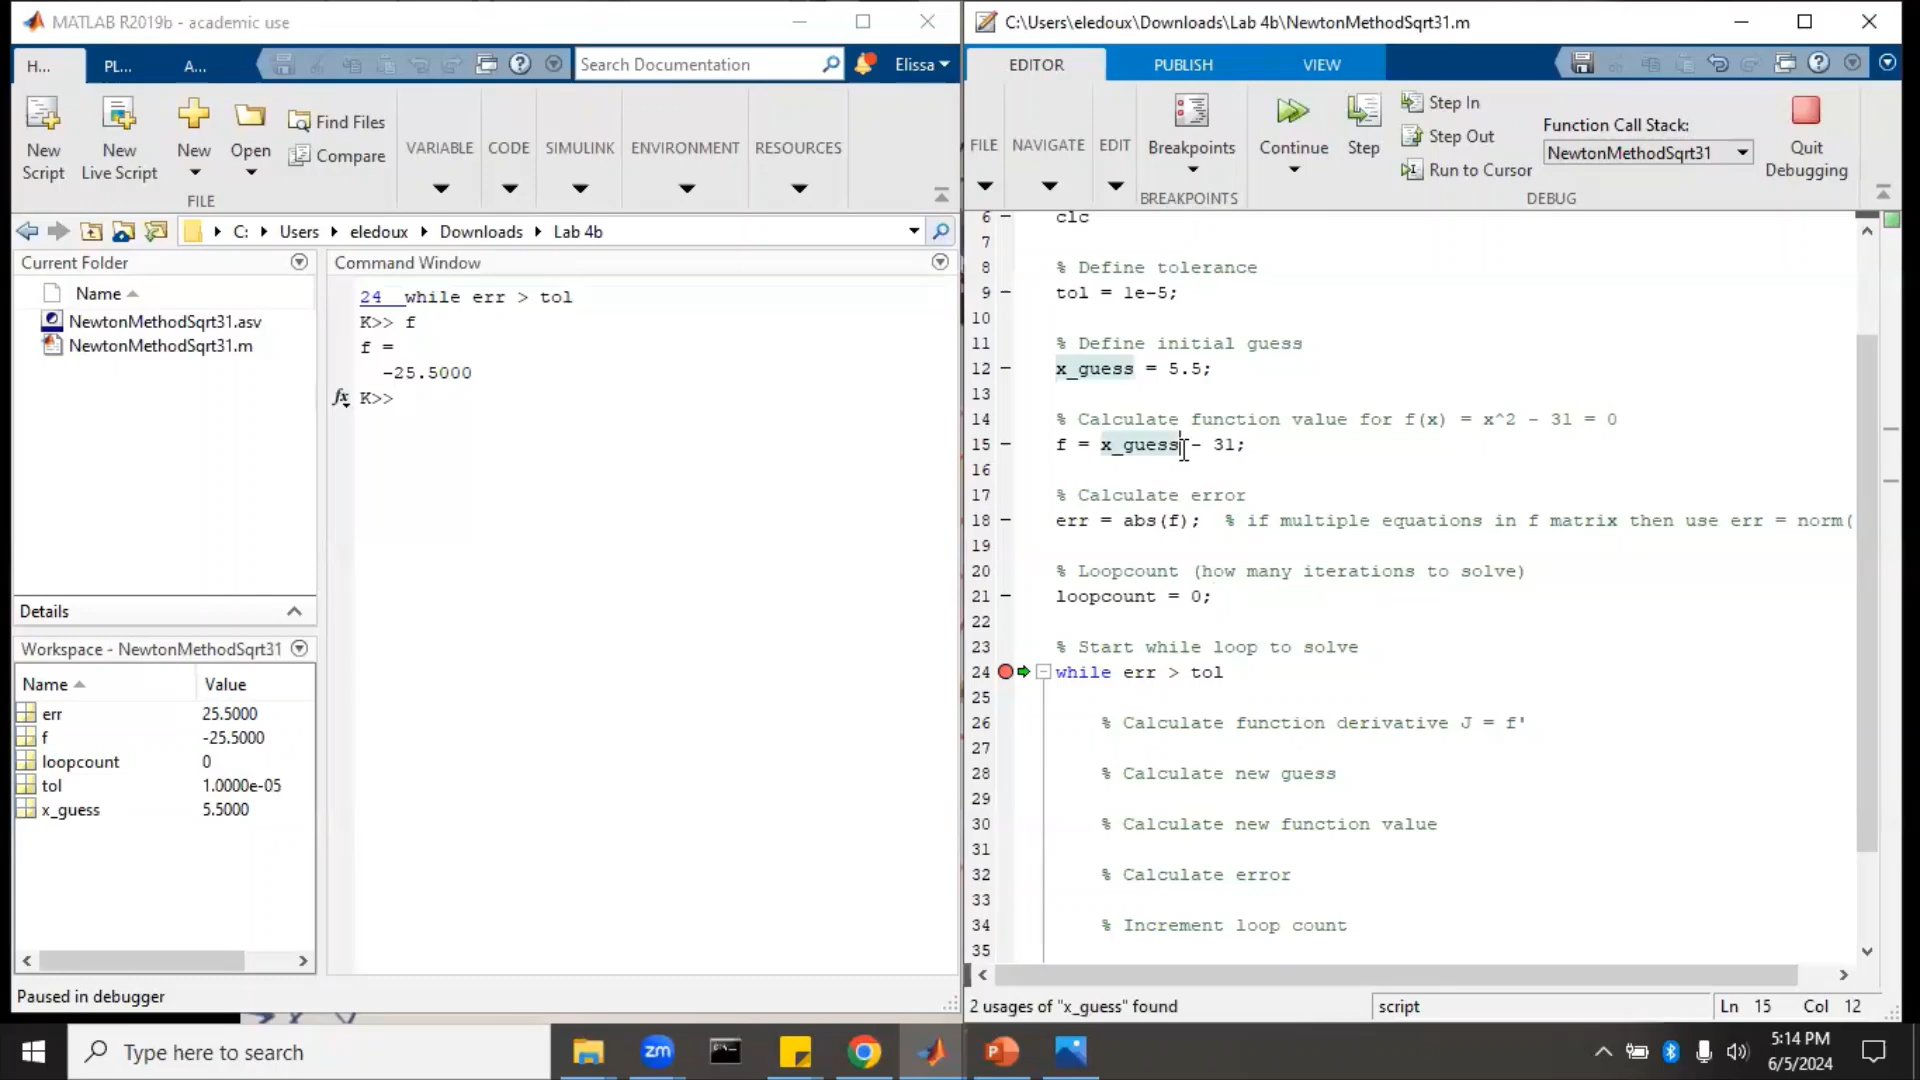 MATLAB R2019b - academic use
H...
PL...
A...
Search Documentation
Elissa
New Script
New Live Script
New
Open
Find Files
Compare
FILE
VARIABLE
CODE
SIMULINK
ENVIRONMENT
RESOURCES
C: Users eledoux Downloads Lab 4b
Current Folder
Name
NewtonMethodSqrt31.asv
NewtonMethodSqrt31.m
Details
Workspace - NewtonMethodSqrt31
Name Value
err 25.5000
f -25.5000
loopcount 0
tol 1.0000e-05
x_guess 5.5000
Paused in debugger
Command Window
24 while err > tol
K>> f
f =
-25.5000
fx K>>
C:\Users\eledoux\Downloads\Lab 4b\NewtonMethodSqrt31.m
EDITOR
PUBLISH
VIEW
FILE
NAVIGATE
EDIT
Breakpoints
BREAKPOINTS
Continue
Step
Step In
Step Out
Run to Cursor
Function Call Stack:
NewtonMethodSqrt31
Quit Debugging
DEBUG
6 clc
7
8 % Define tolerance
9 tol = 1e-5;
10
11 % Define initial guess
12 x_guess = 5.5;
13
14 % Calculate function value for f(x) = x^2 - 31 = 0
15 f = x_guess - 31;
16
17 % Calculate error
18 err = abs(f); % if multiple equations in f matrix then use err = norm(
19
20 % Loopcount (how many iterations to solve)
21 loopcount = 0;
22
23 % Start while loop to solve
24 while err > tol
25
26 % Calculate function derivative J = f'
27
28 % Calculate new guess
29
30 % Calculate new function value
31
32 % Calculate error
33
34 % Increment loop count
35
2 usages of "x_guess" found
script
Ln 15 Col 12
Type here to search
zm
5:14 PM
6/5/2024